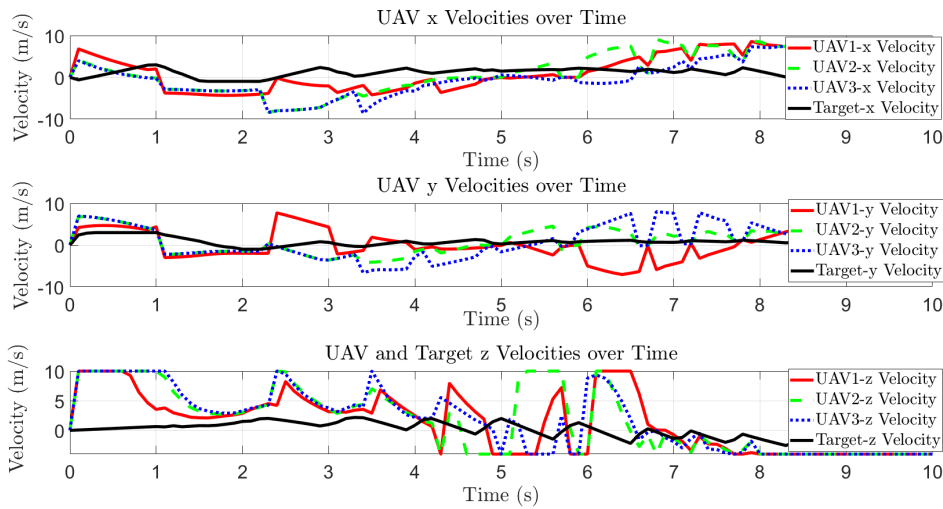 UAV x Velocities over Time
Velocity (m/s)
10
0
-10
0 1 2 3 4 5 6 7 8 9 10
Time (s)
UAV1-x Velocity
UAV2-x Velocity
UAV3-x Velocity
Target-x Velocity
UAV y Velocities over Time
Velocity (m/s)
10
0
-10
0 1 2 3 4 5 6 7 8 9 10
Time (s)
UAV1-y Velocity
UAV2-y Velocity
UAV3-y Velocity
Target-y Velocity
UAV and Target z Velocities over Time
Velocity (m/s)
10
5
0
0 1 2 3 4 5 6 7 8 9 10
Time (s)
UAV1-z Velocity
UAV2-z Velocity
UAV3-z Velocity
Target-z Velocity